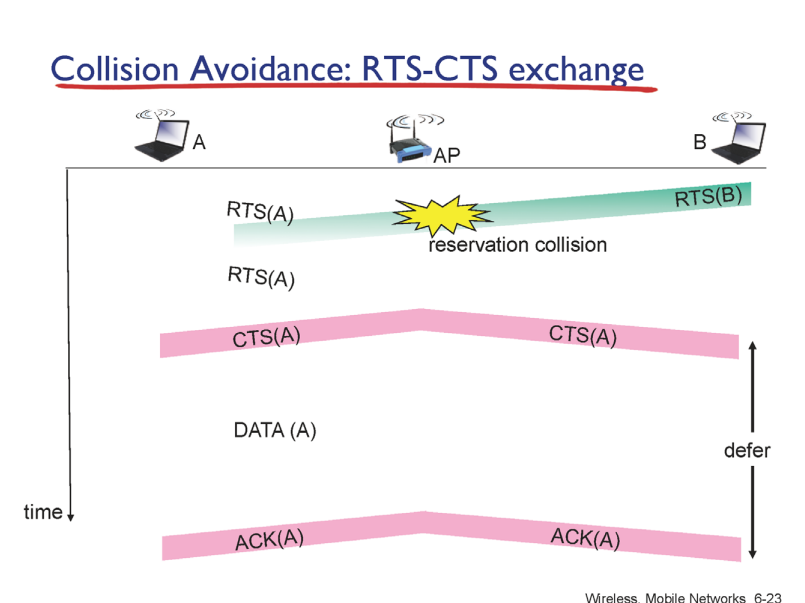 Collision Avoidance: RTS-CTS exchange
A
AP
B
RTS(A)
RTS(B)
reservation collision
RTS(A)
CTS(A)
CTS(A)
DATA (A)
defer
time
ACK(A)
ACK(A)
Wireless, Mobile Networks 6-23